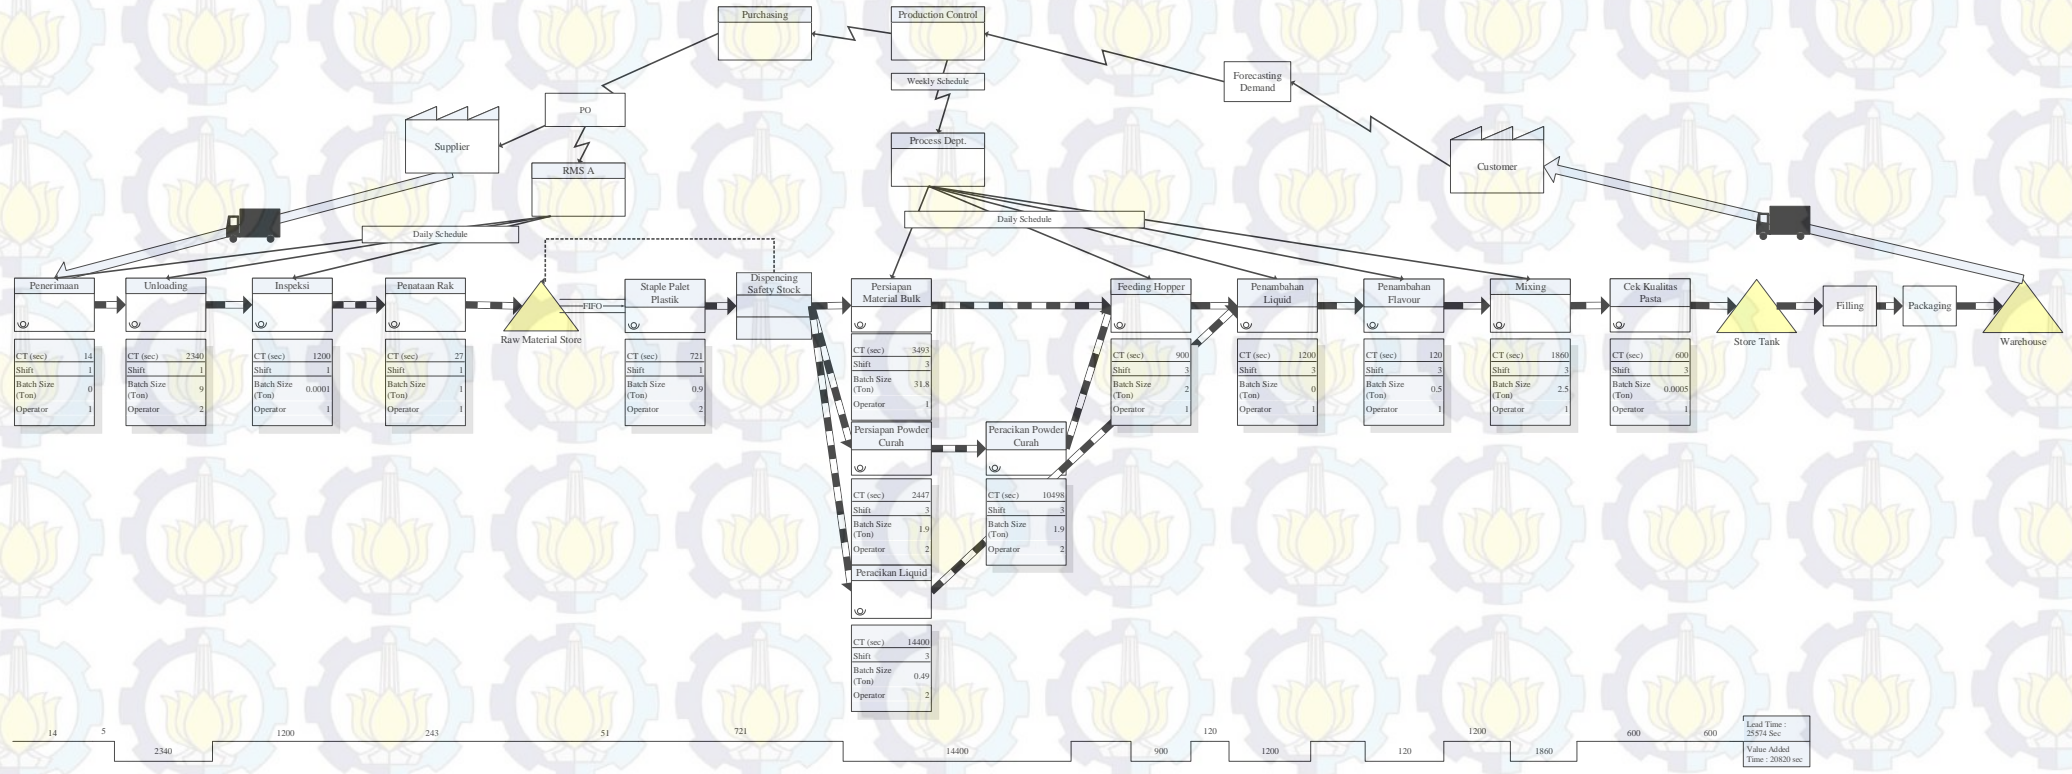 Purchasing
Production Control
Weekly Schedule
Forecasting
Demand
PO
Supplier
RMS A
Process Dept.
Customer
Daily Schedule
Daily Schedule
Penerimaan
CT (sec) 14
Shift 1
Batch Size
(Ton) 0
Operator 1
Unloading
CT (sec) 2340
Shift 1
Batch Size
(Ton) 9
Operator 2
Inspeksi
CT (sec) 1200
Shift 1
Batch Size
(Ton) 0.0001
Operator 1
Penataan Rak
CT (sec) 27
Shift 1
Batch Size
(Ton) 1
Operator 1
Raw Material Store
FIFO
Staple Palet
Plastik
CT (sec) 721
Shift 1
Batch Size
(Ton) 0.9
Operator 2
Dispencing
Safety Stock
Persiapan
Material Bulk
CT (sec) 3493
Shift 3
Batch Size
(Ton) 31.8
Operator 1
Persiapan Powder
Curah
CT (sec) 2447
Shift 3
Batch Size
(Ton) 1.9
Operator 2
Peracikan Powder
Curah
CT (sec) 10498
Shift 3
Batch Size
(Ton) 1.9
Operator 2
Peracikan Liquid
CT (sec) 14400
Shift 3
Batch Size
(Ton) 0.49
Operator 2
Feeding Hopper
CT (sec) 900
Shift 3
Batch Size
(Ton) 2
Operator 1
Penambahan
Liquid
CT (sec) 1200
Shift 3
Batch Size
(Ton) 0
Operator 1
Penambahan
Flavour
CT (sec) 120
Shift 3
Batch Size
(Ton) 0.5
Operator 1
Mixing
CT (sec) 1860
Shift 3
Batch Size
(Ton) 2.5
Operator 1
Cek Kualitas
Pasta
CT (sec) 600
Shift 3
Batch Size
(Ton) 0.0005
Operator 1
Store Tank
Filling
Packaging
Warehouse
14
5
2340
1200
243
51
721
14400
900
120
1200
120
1200
1860
600
600
Lead Time :
25574 Sec
Value Added
Time : 20820 sec